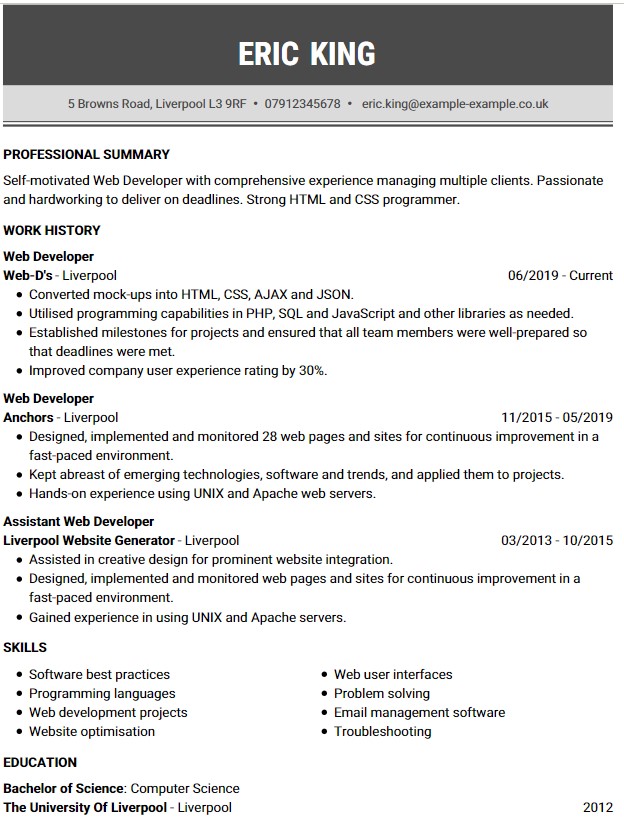 ERIC KING
5 Browns Road, Liverpool L3 9RF • 07912345678 • eric.king@example-example.co.uk
PROFESSIONAL SUMMARY
Self-motivated Web Developer with comprehensive experience managing multiple clients. Passionate
and hardworking to deliver on deadlines. Strong HTML and CSS programmer.
WORK HISTORY
Web Developer
Web-D's - Liverpool 06/2019 - Current
• Converted mock-ups into HTML, CSS, AJAX and JSON.
• Utilised programming capabilities in PHP, SQL and JavaScript and other libraries as needed.
• Established milestones for projects and ensured that all team members were well-prepared so
that deadlines were met.
• Improved company user experience rating by 30%.
Web Developer
Anchors - Liverpool 11/2015 - 05/2019
• Designed, implemented and monitored 28 web pages and sites for continuous improvement in a
fast-paced environment.
• Kept abreast of emerging technologies, software and trends, and applied them to projects.
• Hands-on experience using UNIX and Apache web servers.
Assistant Web Developer
Liverpool Website Generator - Liverpool 03/2013 - 10/2015
• Assisted in creative design for prominent website integration.
• Designed, implemented and monitored web pages and sites for continuous improvement in a
fast-paced environment.
• Gained experience in using UNIX and Apache servers.
SKILLS
• Software best practices
• Programming languages
• Web development projects
• Website optimisation
• Web user interfaces
• Problem solving
• Email management software
• Troubleshooting
EDUCATION
Bachelor of Science: Computer Science
The University Of Liverpool - Liverpool 2012